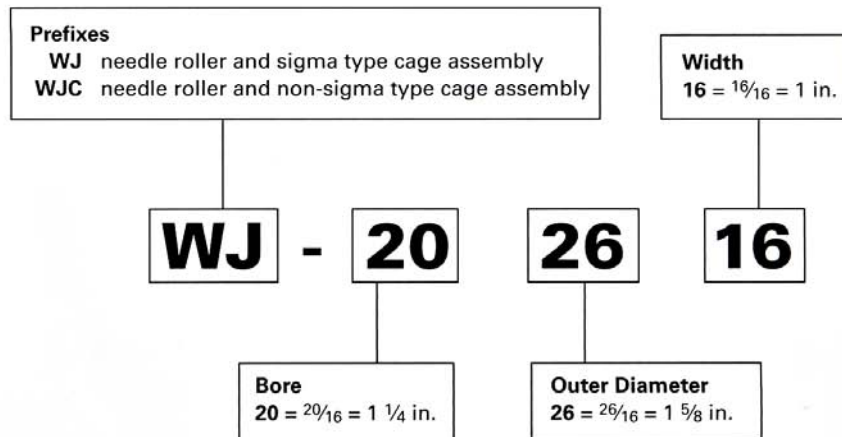 Prefixes
WJ needle roller and sigma type cage assembly
WJC needle roller and non-sigma type cage assembly
Width
16 = 16/16 = 1 in.
WJ - 20 26 16
Bore
20 = 20/16 = 1 1/4 in.
Outer Diameter
26 = 26/16 = 1 5/8 in.